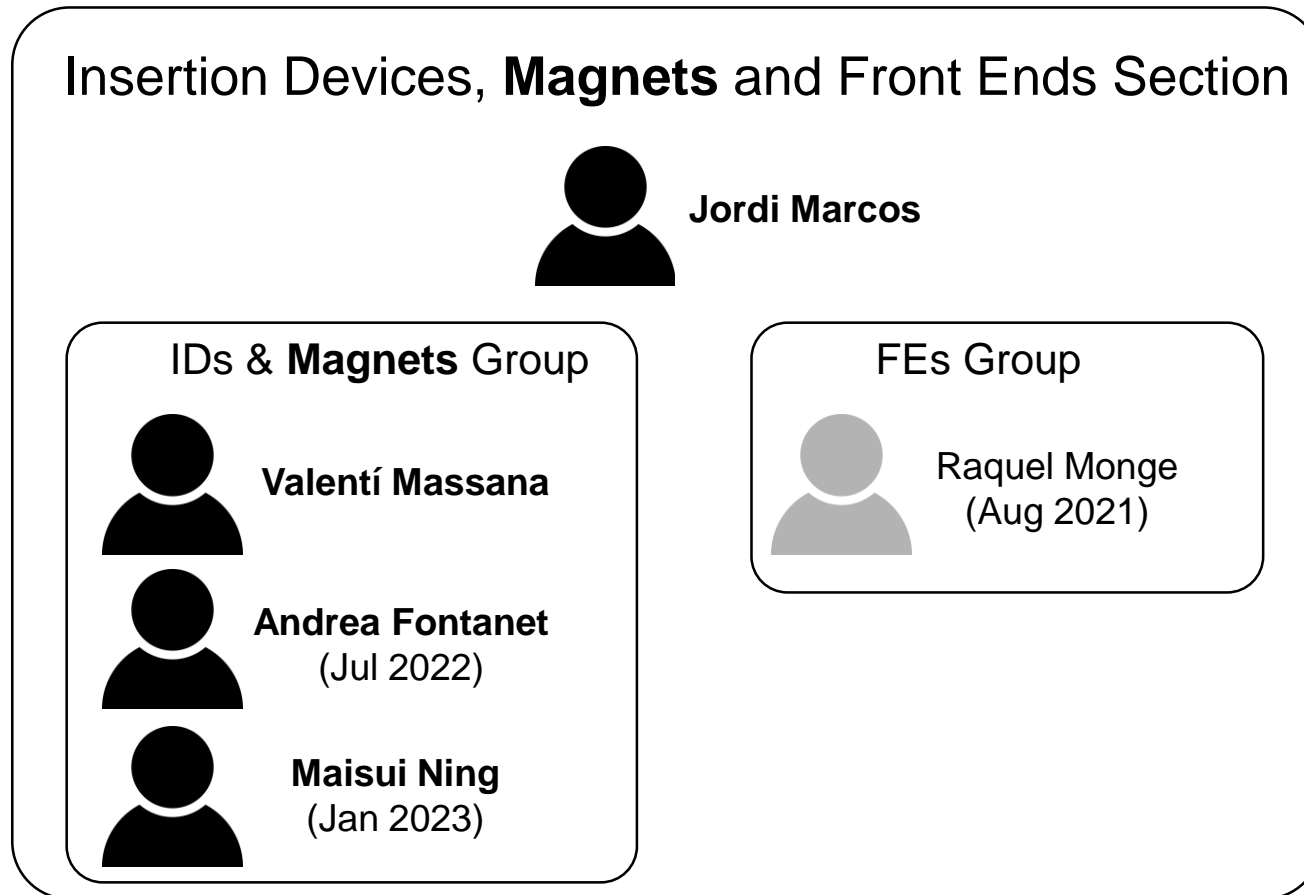 Insertion Devices, Magnets and Front Ends Section
Jordi Marcos
IDs & Magnets Group
Valentí Massana
Andrea Fontanet
(Jul 2022)
Maisui Ning
(Jan 2023)
FEs Group
Raquel Monge
(Aug 2021)